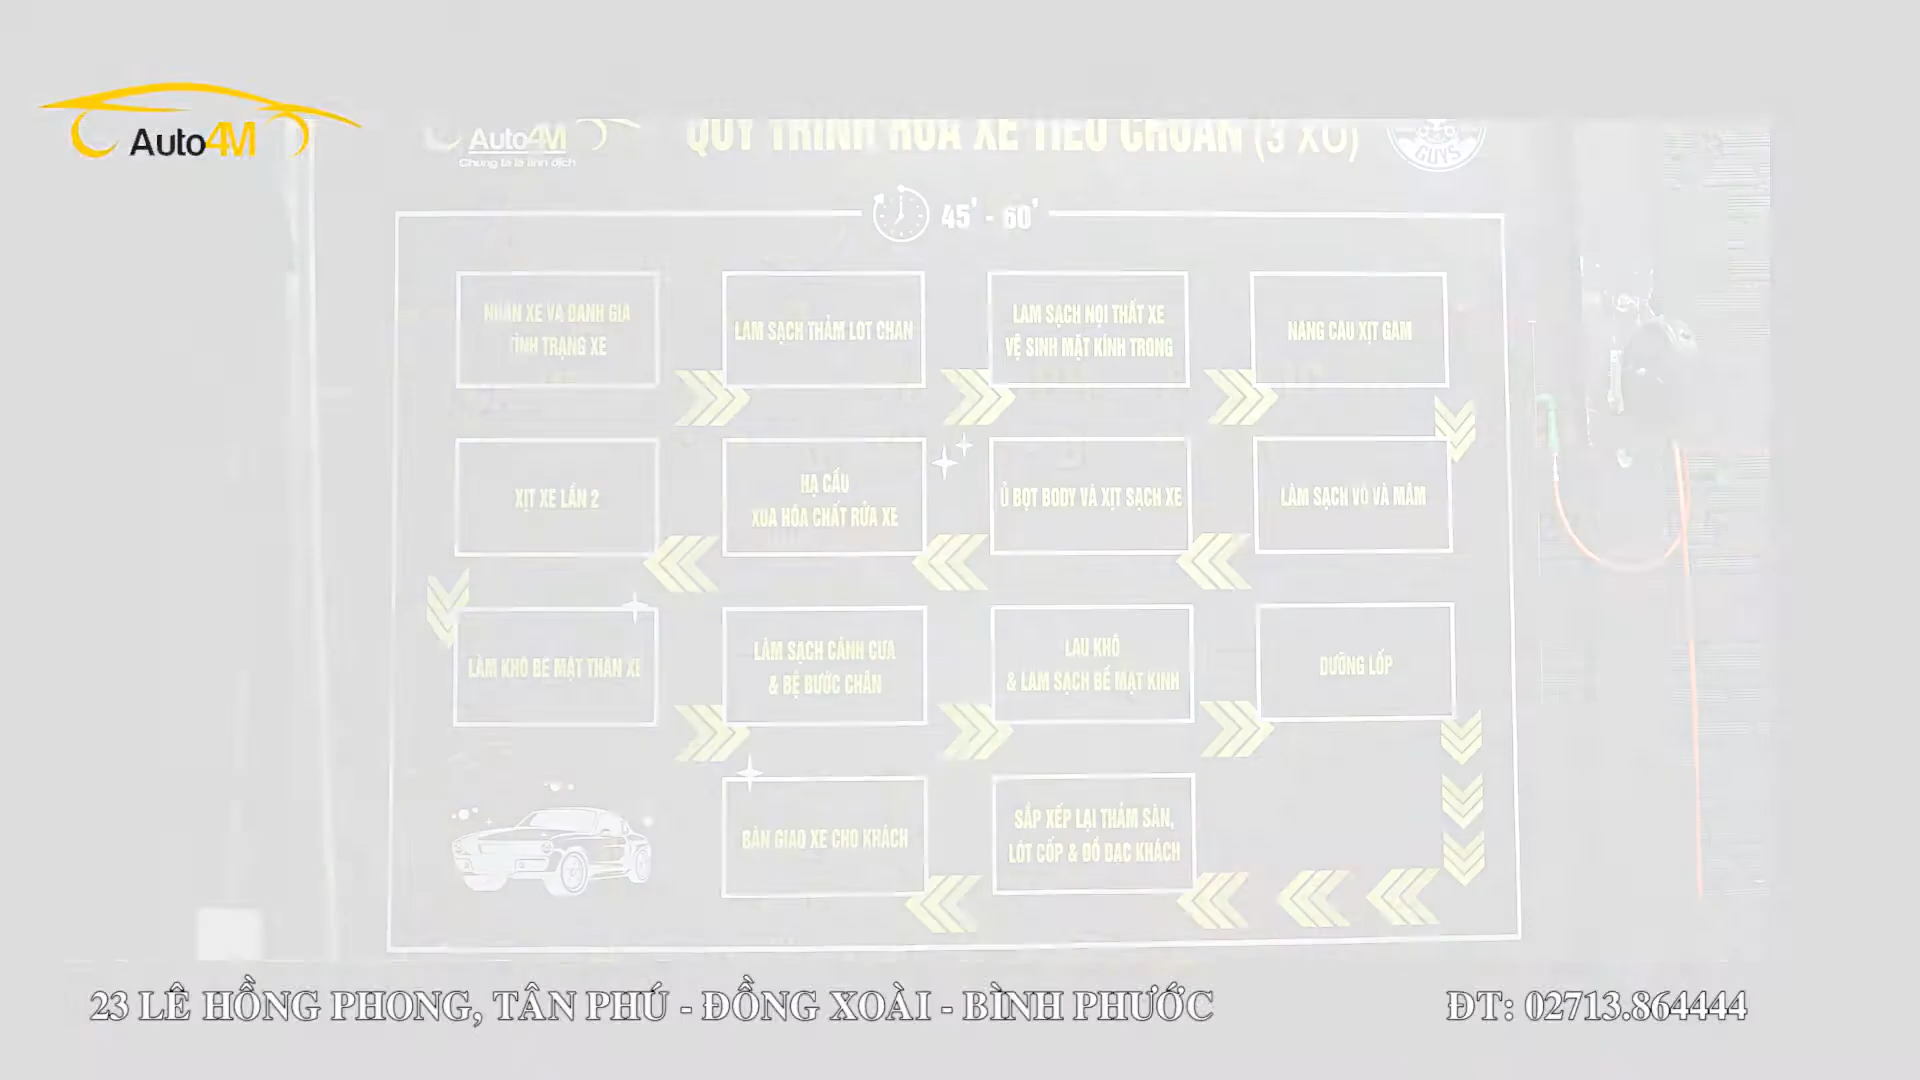 Auto4M
Auto4M
Chúng ta là tinh dịch
QUY TRÌNH RỬA XE TIÊU CHUẨN (3 XÔ)
GUYS
45' - 60'
NHẬN XE VÀ ĐÁNH GIÁ
TÌNH TRẠNG XE
LÀM SẠCH THẢM LÓT CHÂN
LÀM SẠCH NỘI THẤT XE
VỆ SINH MẶT KÍNH TRONG
NÂNG CẦU XỊT GẦM
XỊT XE LẦN 2
HẠ CẦU
XOA HÓA CHẤT RỬA XE
Ủ BỌT BODY VÀ XỊT SẠCH XE
LÀM SẠCH VỎ VÀ MÂM
LÀM KHÔ BỀ MẶT THÂN XE
LÀM SẠCH CÁNH CỬA
& BỆ BƯỚC CHÂN
LAU KHÔ
& LÀM SẠCH BỀ MẶT KÍNH
DƯỠNG LỐP
BÀN GIAO XE CHO KHÁCH
SẮP XẾP LẠI THẢM SÀN,
LÓT CỐP & ĐỒ ĐẠC KHÁCH
23 LÊ HỒNG PHONG, TÂN PHÚ - ĐỒNG XOÀI - BÌNH PHƯỚC
ĐT: 02713.864444